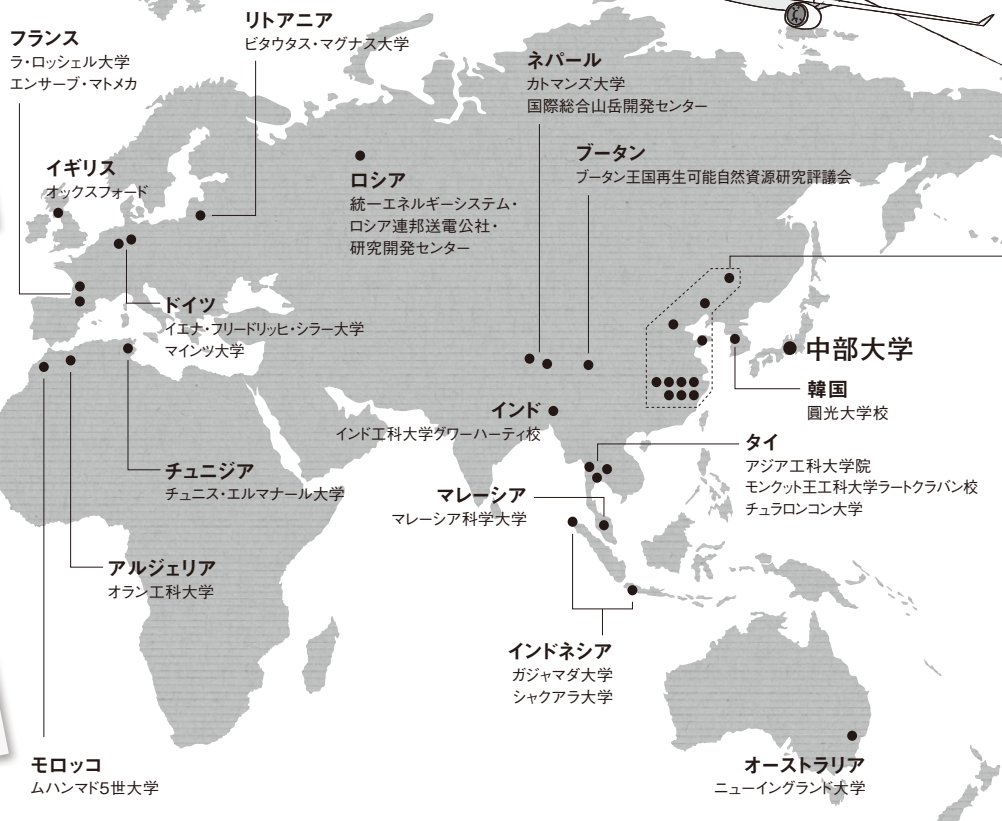 フランス
ラ・ロッシェル大学
エンサーブ・マトメカ
リトアニア
ビタウタス・マグナス大学
ネパール
カトマンズ大学
国際総合山岳開発センター
ブータン
ブータン王国再生可能自然資源研究評議会
イギリス
オックスフォード
ロシア
統一エネルギーシステム・
ロシア連邦送電公社・
研究開発センター
ドイツ
イエナ・フリードリッヒ・シラー大学
マインツ大学
中部大学
韓国
圓光大学校
インド
インド工科大学グワーハーティ校
タイ
アジア工科大学院
モンクット王工科大学ラートクラバン校
チュラロンコン大学
チュニジア
チュニス・エルマナール大学
マレーシア
マレーシア科学大学
アルジェリア
オラン工科大学
インドネシア
ガジャマダ大学
シャクアラ大学
モロッコ
ムハンマド5世大学
オーストラリア
ニューイングランド大学